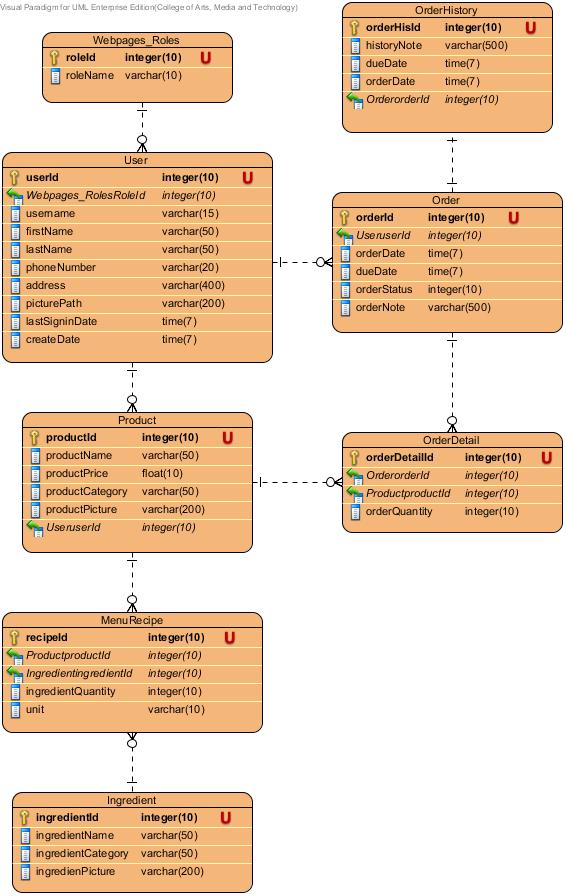 Visual Paradigm for UML Enterprise Edition(College of Arts, Media and Technology)
Webpages_Roles
roleId integer(10) U
roleName varchar(10)
User
userId integer(10) U
Webpages_RolesRoleId integer(10)
username varchar(15)
firstName varchar(50)
lastName varchar(50)
phoneNumber varchar(20)
address varchar(400)
picturePath varchar(200)
lastSigninDate time(7)
createDate time(7)
Product
productId integer(10) U
productName varchar(50)
productPrice float(10)
productCategory varchar(50)
productPicture varchar(200)
UseruserId integer(10)
MenuRecipe
recipeId integer(10) U
ProductproductId integer(10)
IngredientingredientId integer(10)
ingredientQuantity integer(10)
unit varchar(10)
Ingredient
ingredientId integer(10) U
ingredientName varchar(50)
ingredientCategory varchar(50)
ingredienPicture varchar(200)
OrderHistory
orderHisId integer(10) U
historyNote varchar(500)
dueDate time(7)
orderDate time(7)
OrderorderId integer(10)
Order
orderId integer(10) U
UseruserId integer(10)
orderDate time(7)
dueDate time(7)
orderStatus integer(10)
orderNote varchar(500)
OrderDetail
orderDetailId integer(10) U
OrderorderId integer(10)
ProductproductId integer(10)
orderQuantity integer(10)